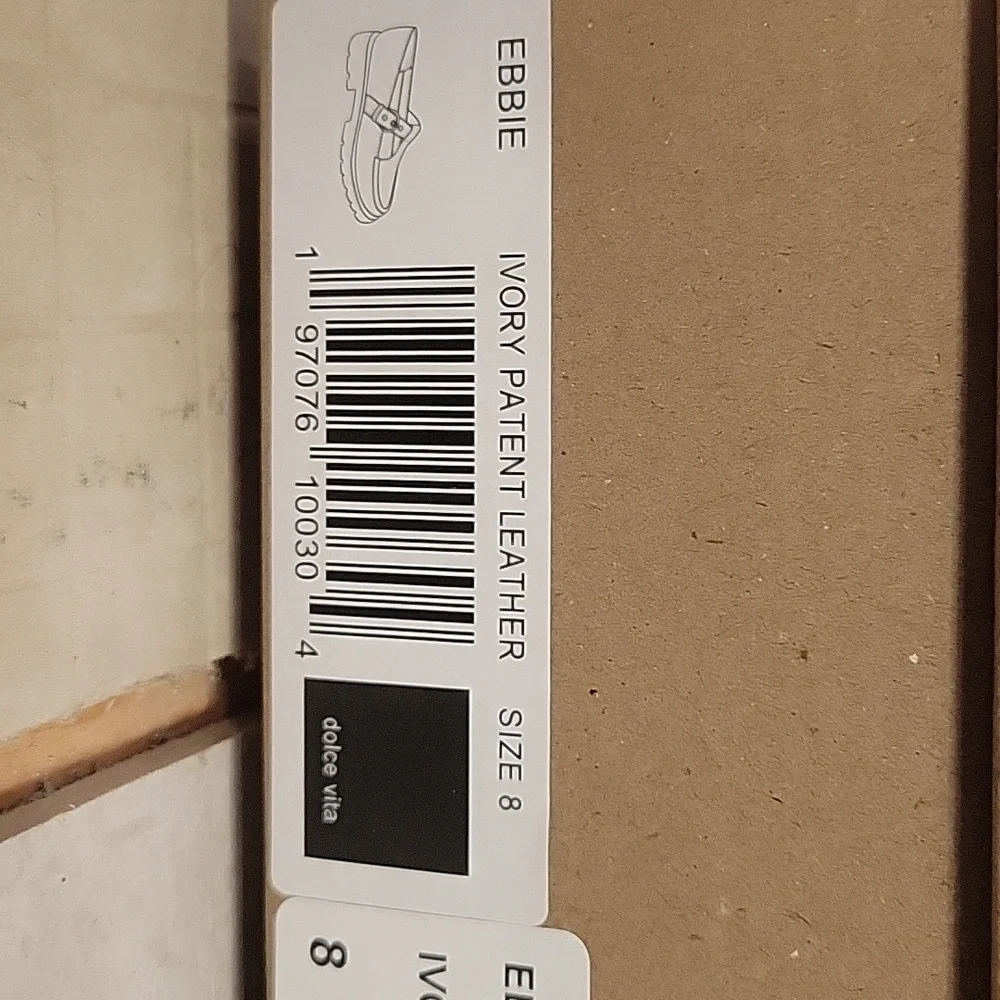 EBBIE IVORY PATENT LEATHER SIZE 8
1 97076 10030 4
dolce vita
8